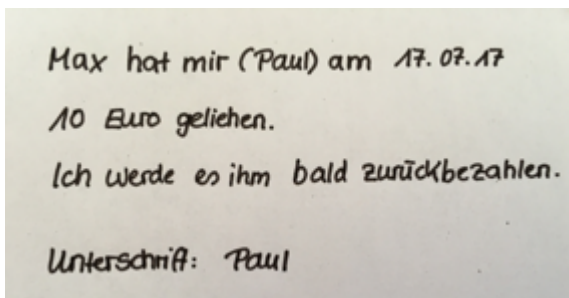 Max hat mir (Paul) am 17.07.17
10 Euro geliehen.
Ich werde es ihm bald zurückbezahlen.
Unterschrift: Paul